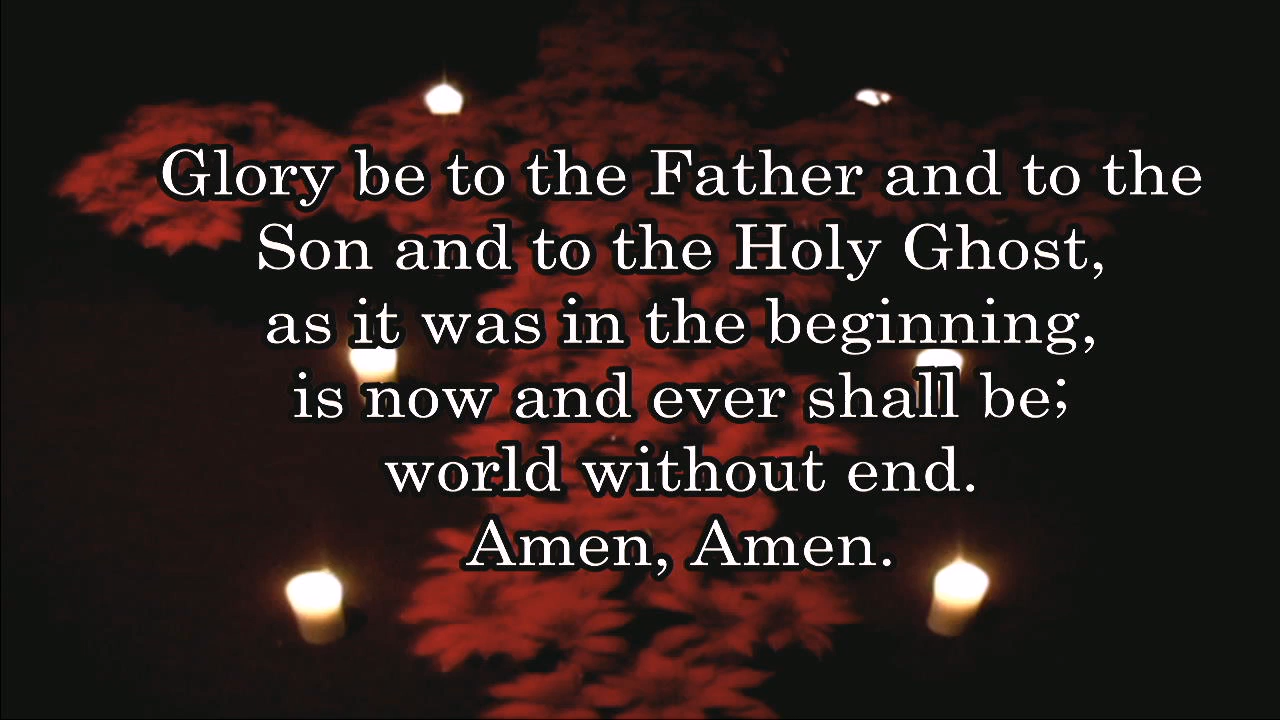 Glory be to the Father and to the
Son and to the Holy Ghost,
as it was in the beginning,
is now and ever shall be;
world without end.
Amen, Amen.